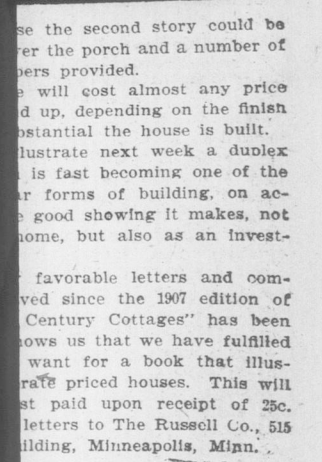 se the second story could be
er the porch and a number of
bers provided.
e will cost almost any price
d up, depending on the finish
bstantial the house is built.
llustrate next week a duplex
is fast becoming one of the
ar forms of building, on ac-
e good showing it makes, not
home, but also as an invest-
favorable letters and com-
ved since the 1907 edition of
Century Cottages" has been
hows us that we have fulfilled
want for a book that illus-
rate priced houses. This will
st paid upon receipt of 25c.
letters to The Russell Co., 515
ilding, Minneapolis, Minn.